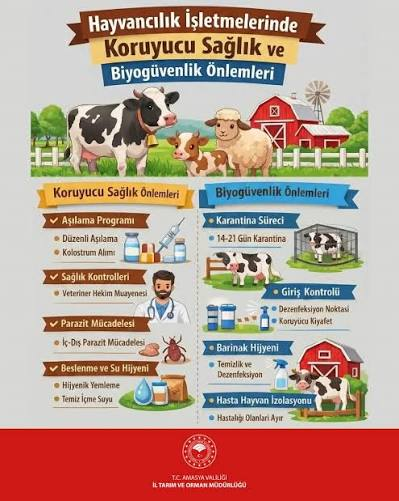 Hayvancılık İşletmelerinde
Koruyucu Sağlık ve
Biyogüvenlik Önlemleri
Koruyucu Sağlık Önlemleri
Aşılama Programı
Düzenli Aşılama
Kolostrum Alımı
Sağlık Kontrolleri
Veteriner Hekim Muayenesi
Parazit Mücadelesi
İç-Dış Parazit Mücadelesi
Beslenme ve Su Hijyeni
Hijyenik Yemleme
Temiz İçme Suyu
Biyogüvenlik Önlemleri
Karantina Süreci
14-21 Gün Karantina
Giriş Kontrolü
Dezenfeksiyon Noktası
Koruyucu Kıyafet
Barınak Hijyeni
Temizlik ve
Dezenfeksiyon
Hasta Hayvan İzolasyonu
Hastalığı Olanları Ayır
T.C. AMASYA VALİLİĞİ
İL TARIM VE ORMAN MÜDÜRLÜĞÜ